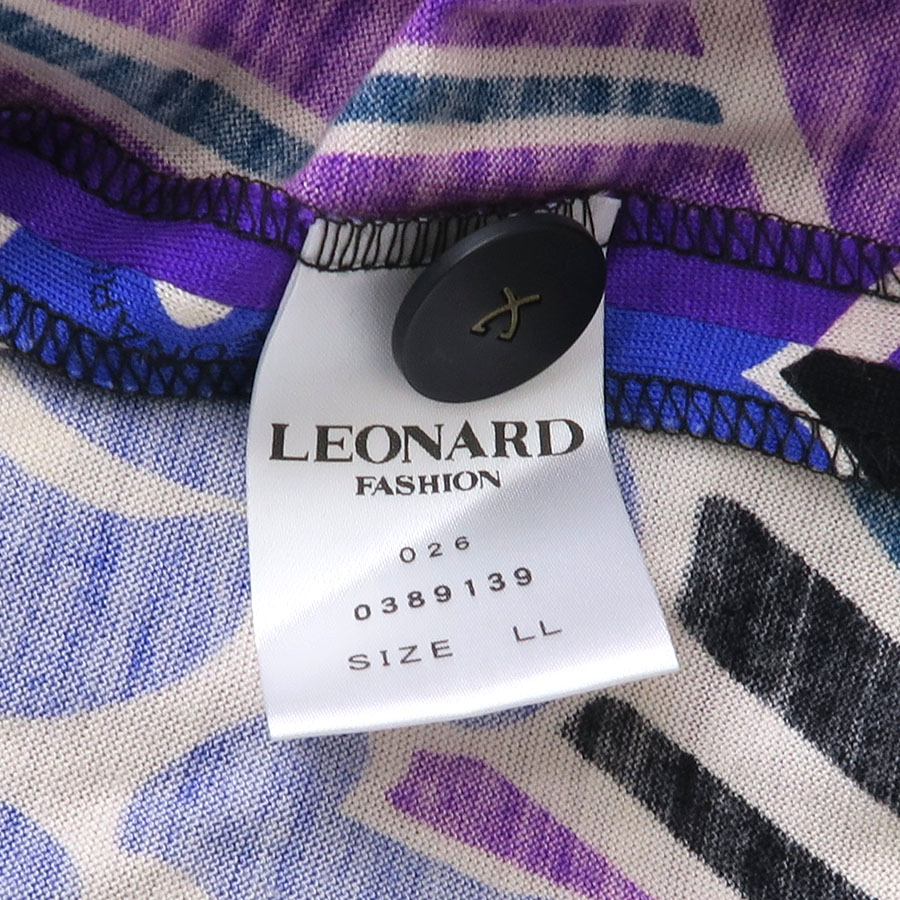 LEONARD
FASHION
026
0389139
SIZE LL